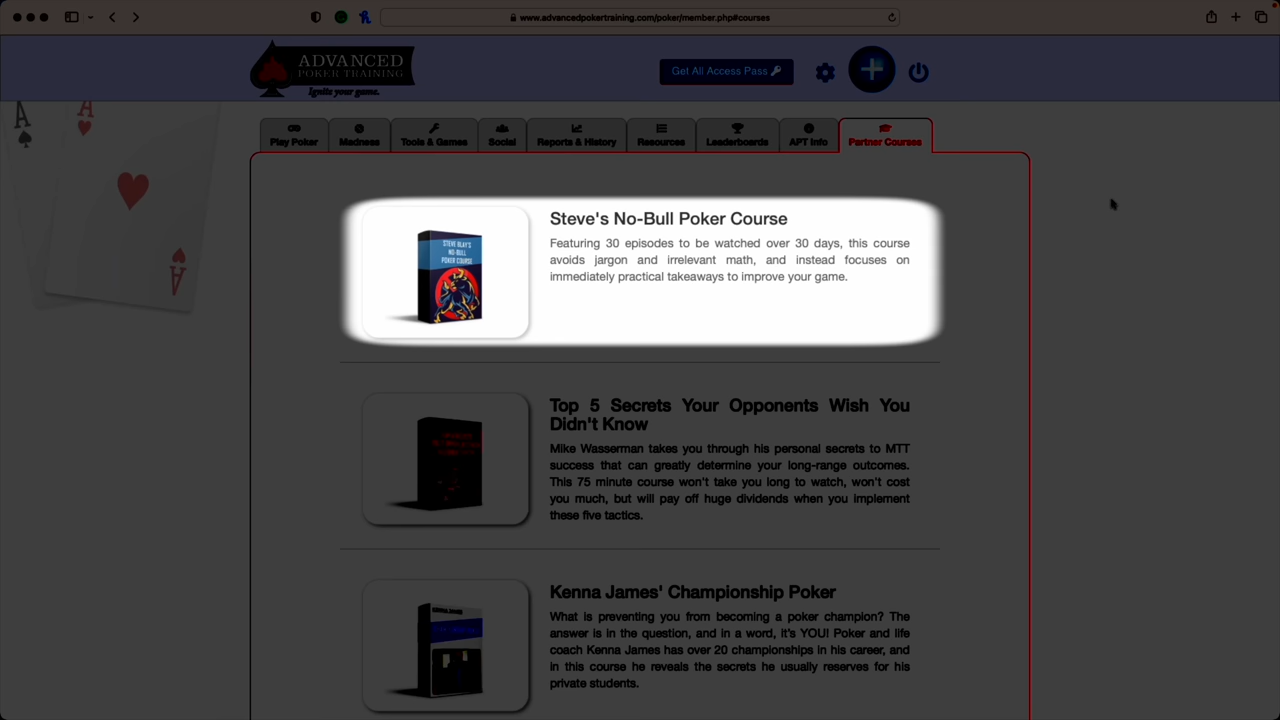 www.advancedpokertraining.com/poker/member.php#courses
ADVANCED
POKER TRAINING
Ignite your game.
Get All Access Pass
A
A
A
Play Poker
Madness
Tools & Games
Social
Reports & History
Resources
Leaderboards
APT Info
Partner Courses
Steve's No-Bull Poker Course
Featuring 30 episodes to be watched over 30 days, this course
avoids jargon and irrelevant math, and instead focuses on
immediately practical takeaways to improve your game.
STEVE BLAY'S
NO-BULL
POKER COURSE
Top 5 Secrets Your Opponents Wish You
Didn't Know
Mike Wasserman takes you through his personal secrets to MTT
success that can greatly determine your long-range outcomes.
This 75 minute course won't take you long to watch, won't cost
you much, but will pay off huge dividends when you implement
these five tactics.
Kenna James' Championship Poker
What is preventing you from becoming a poker champion? The
answer is in the question, and in a word, it's YOU! Poker and life
coach Kenna James has over 20 championships in his career, and
in this course he reveals the secrets he usually reserves for his
private students.